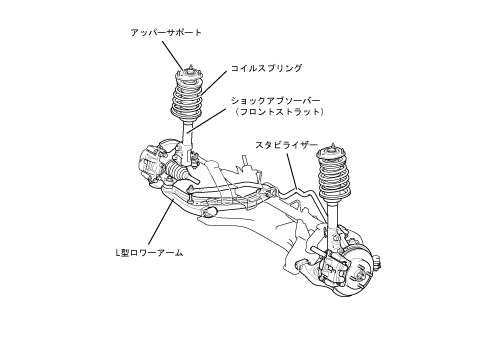 アッパーサポート
コイルスプリング
ショックアブソーバー
（フロントストラット）
スタビライザー
L型ロワーアーム